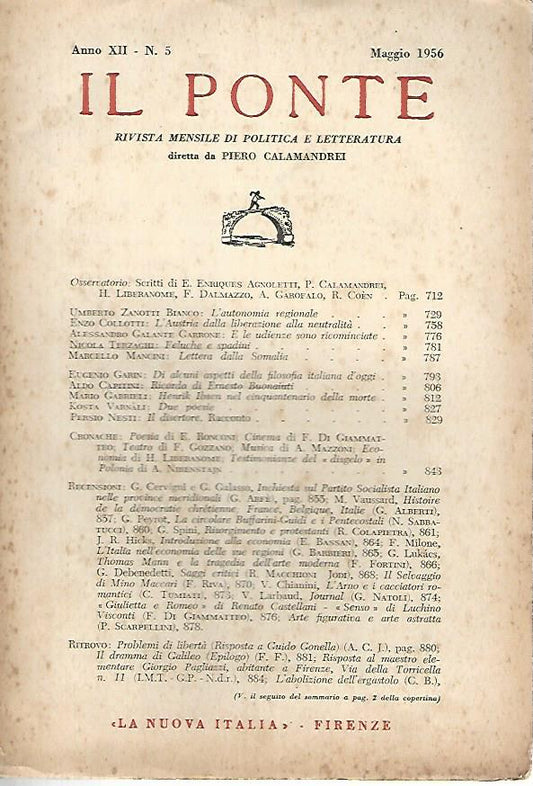 Anno XII - N. 5 Maggio 1956
IL PONTE
RIVISTA MENSILE DI POLITICA E LETTERATURA
diretta da PIERO CALAMANDREI
Osservatorio: Scritti di E. ENRIQUES AGNOLETTI, P. CALAMANDREI,
H. LIBERANOME, F. DALMAZZO, A. GAROFALO, R. COÈN . Pag. 712
UMBERTO ZANOTTI BIANCO: L'autonomia regionale . . . . » 729
ENZO COLLOTTI: L'Austria dalla liberazione alla neutralità . . . » 758
ALESSANDRO GALANTE GARRONE: E le udienze sono ricominciate . » 776
NICOLA TERZAGHI: Feluche e spadini . . . . . . » 781
MARCELLO MANCINI: Lettera dalla Somalia . . . . . » 787
EUGENIO GARIN: Di alcuni aspetti della filosofia italiana d'oggi . » 793
ALDO CAPITINI: Ricordo di Ernesto Buonaiuti . . . . » 806
MARIO GABRIELI: Henrik Ibsen nel cinquantenario della morte . » 812
KOSTA VARNALI: Due poesie . . . . . . . » 827
PERSIO NESTI: Il disertore. Racconto . . . . . . » 829
CRONACHE: Poesia di E. RONCONI; Cinema di F. DI GIAMMAT-
TEO; Teatro di F. GOZZANO; Musica di A. MAZZONI; Eco-
nomia di H. LIBERANOME; Testimonianze del «disgelo» in
Polonia di A. NIRENSTAJN . . . . . . . » 843
RECENSIONI: G. Cervigni e G. Galasso, Inchiesta sul Partito Socialista Italiano
nelle province meridionali (G. ARFÈ), pag. 855; M. Vaussard, Histoire
de la démocratie chrétienne, France, Belgique, Italie (G. ALBERTI),
857; G. Peyrot, La circolare Buffarini-Guidi e i Pentecostali (N. SABBA-
TUCCI), 860; G. Spini, Risorgimento e protestanti (R. COLAPIETRA), 861;
J. R. Hicks, Introduzione alla economia (E. BASSAN), 864; F. Milone,
L'Italia nell'economia delle sue regioni (G. BARBIERI), 865; G. Lukács,
Thomas Mann e la tragedia dell'arte moderna (F. FORTINI), 866;
G. Debenedetti, Saggi critici (R. MACCHIONI JODI), 868; Il Selvaggio
di Mino Maccari (F. RIVA), 870; V. Chianini, L'Arno e i cacciatori ro-
mantici (C. TUMIATI), 873; V. Larbaud, Journal (G. NATOLI), 874;
«Giulietta e Romeo» di Renato Castellani - «Senso» di Luchino
Visconti (F. DI GIAMMATTEO), 876; Arte figurativa e arte astratta
(P. SCARPELLINI), 878.
RITROVO: Problemi di libertà (Risposta a Guido Gonella) (A. C. J.), pag. 880;
Il dramma di Galileo (Epilogo) (F. F.), 881; Risposta al maestro ele-
mentare Giorgio Pagliazzi, abitante a Firenze, Via della Torricella
n. 11 (I.M.T. - G.P. - N.d.r.), 884; L'abolizione dell'ergastolo (C. B.),
(V. il seguito del sommario a pag. 2 della copertina)
«LA NUOVA ITALIA» - FIRENZE